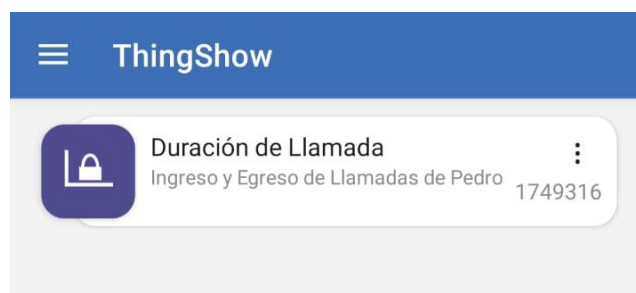 ThingShow
Duración de Llamada
Ingreso y Egreso de Llamadas de Pedro
1749316